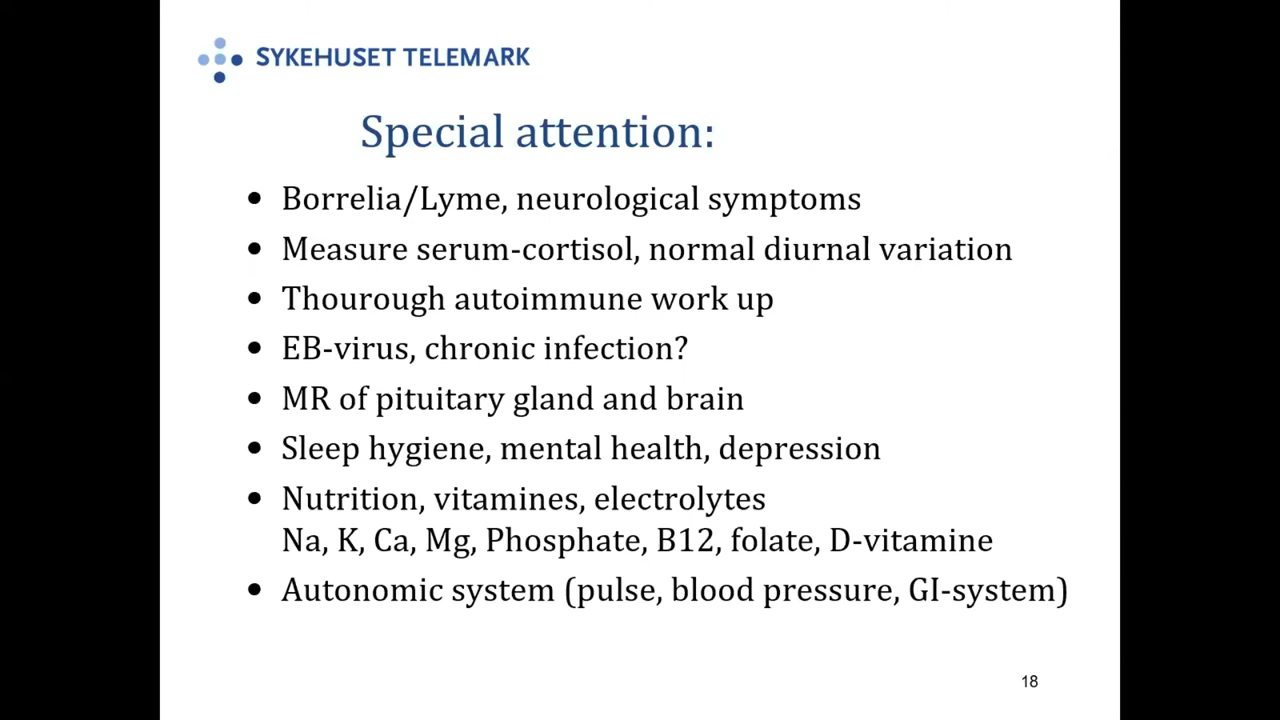 SYKEHUSET TELEMARK
Special attention:
• Borrelia/Lyme, neurological symptoms
• Measure serum-cortisol, normal diurnal variation
• Thourough autoimmune work up
• EB-virus, chronic infection?
• MR of pituitary gland and brain
• Sleep hygiene, mental health, depression
• Nutrition, vitamines, electrolytes
Na, K, Ca, Mg, Phosphate, B12, folate, D-vitamine
• Autonomic system (pulse, blood pressure, GI-system)
18